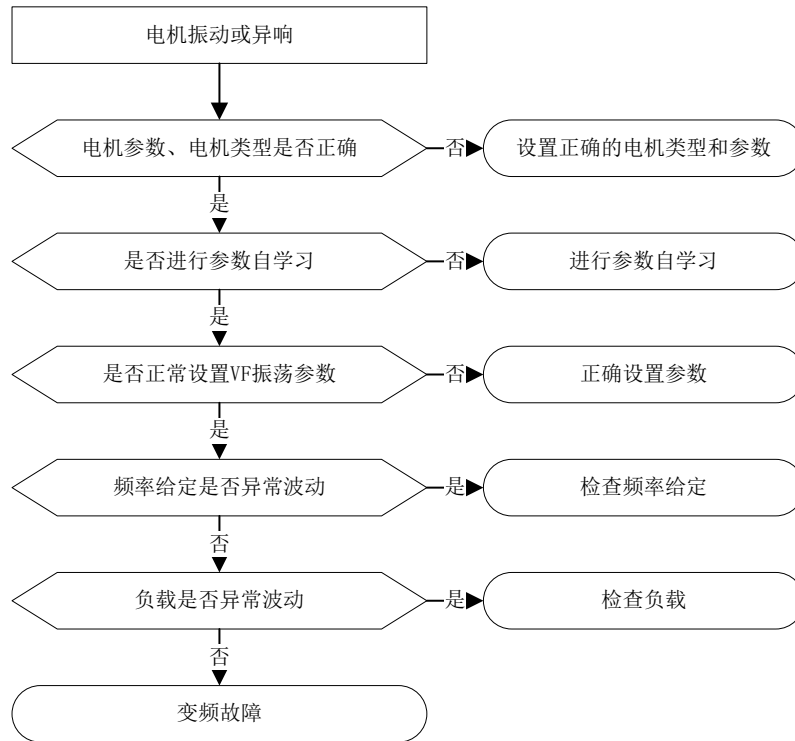 电机振动或异响
电机参数、电机类型是否正确
否
设置正确的电机类型和参数
是
是否进行参数自学习
否
进行参数自学习
是
是否正常设置VF振荡参数
否
正确设置参数
是
频率给定是否异常波动
是
检查频率给定
否
负载是否异常波动
是
检查负载
否
变频故障